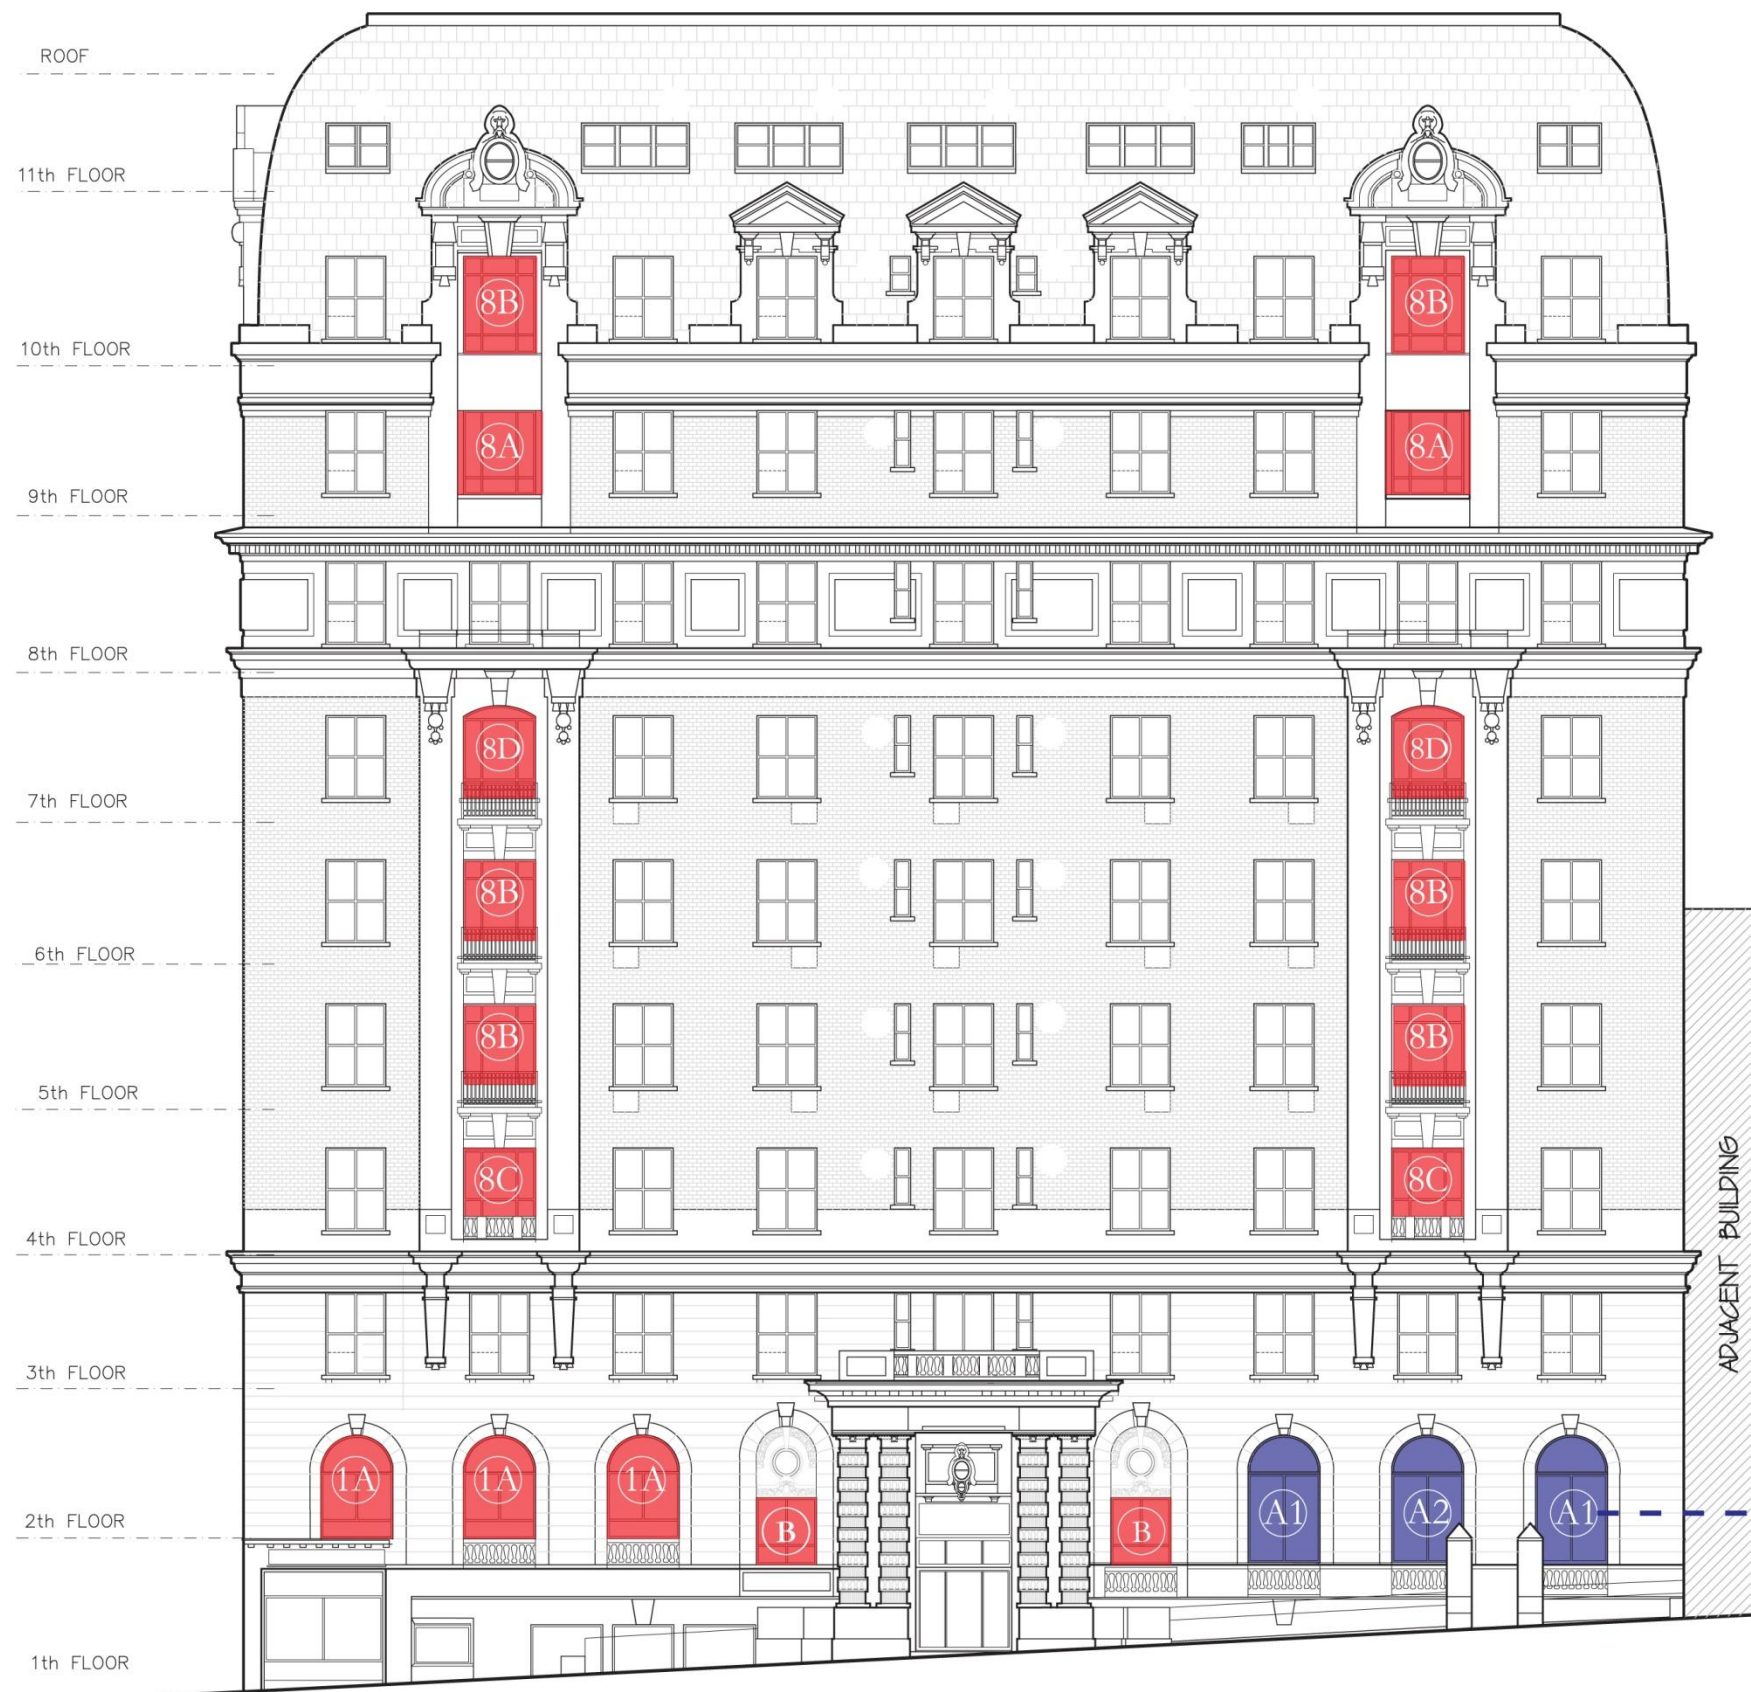 ROOF
11th FLOOR
8B 8B
10th FLOOR
8A 8A
9th FLOOR
8th FLOOR
8D 8D
7th FLOOR
8B 8B
6th FLOOR
8B 8B
5th FLOOR
8C 8C
4th FLOOR
ADJACENT BUILDING
3th FLOOR
1A 1A 1A A1 A2 A1
2th FLOOR
B B
1th FLOOR